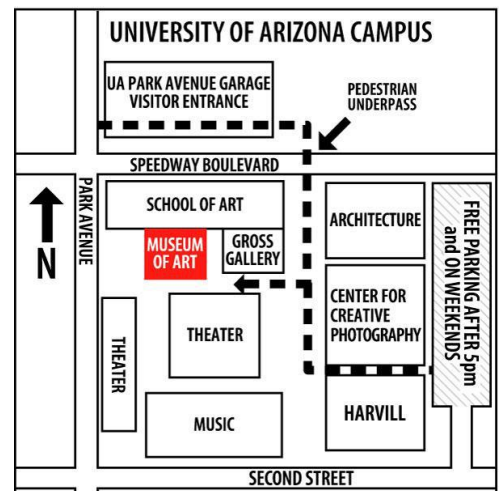 UNIVERSITY OF ARIZONA CAMPUS
UA PARK AVENUE GARAGE
VISITOR ENTRANCE
PEDESTRIAN
UNDERPASS
SPEEDWAY BOULEVARD
PARK AVENUE
N
SCHOOL OF ART
MUSEUM
OF ART
GROSS
GALLERY
ARCHITECTURE
FREE PARKING AFTER 5pm
and ON WEEKENDS
CENTER FOR
CREATIVE
PHOTOGRAPHY
THEATER
THEATER
MUSIC
HARVILL
SECOND STREET